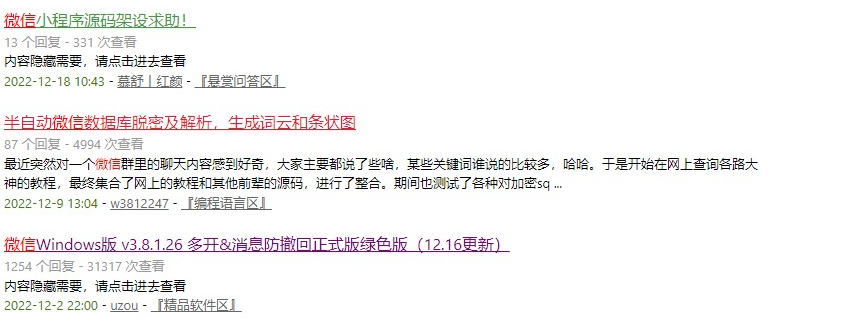 微信小程序源码架设求助！
13 个回复 - 331 次查看
内容隐藏需要，请点击进去查看
2022-12-18 10:43 - 慕舒丨红颜 - 『悬赏问答区』
半自动微信数据库脱密及解析，生成词云和条状图
87 个回复 - 4994 次查看
最近突然对一个微信群里的聊天内容感到好奇，大家主要都说了些啥，某些关键词谁说的比较多，哈哈。于是开始在网上查询各路大
神的教程，最终集合了网上的教程和其他前辈的源码，进行了整合。期间也测试了各种对加密sq ...
2022-12-9 13:04 - w3812247 - 『编程语言区』
微信Windows版 v3.8.1.26 多开&消息防撤回正式版绿色版（12.16更新）
1254 个回复 - 31317 次查看
内容隐藏需要，请点击进去查看
2022-12-2 22:00 - uzou - 『精品软件区』